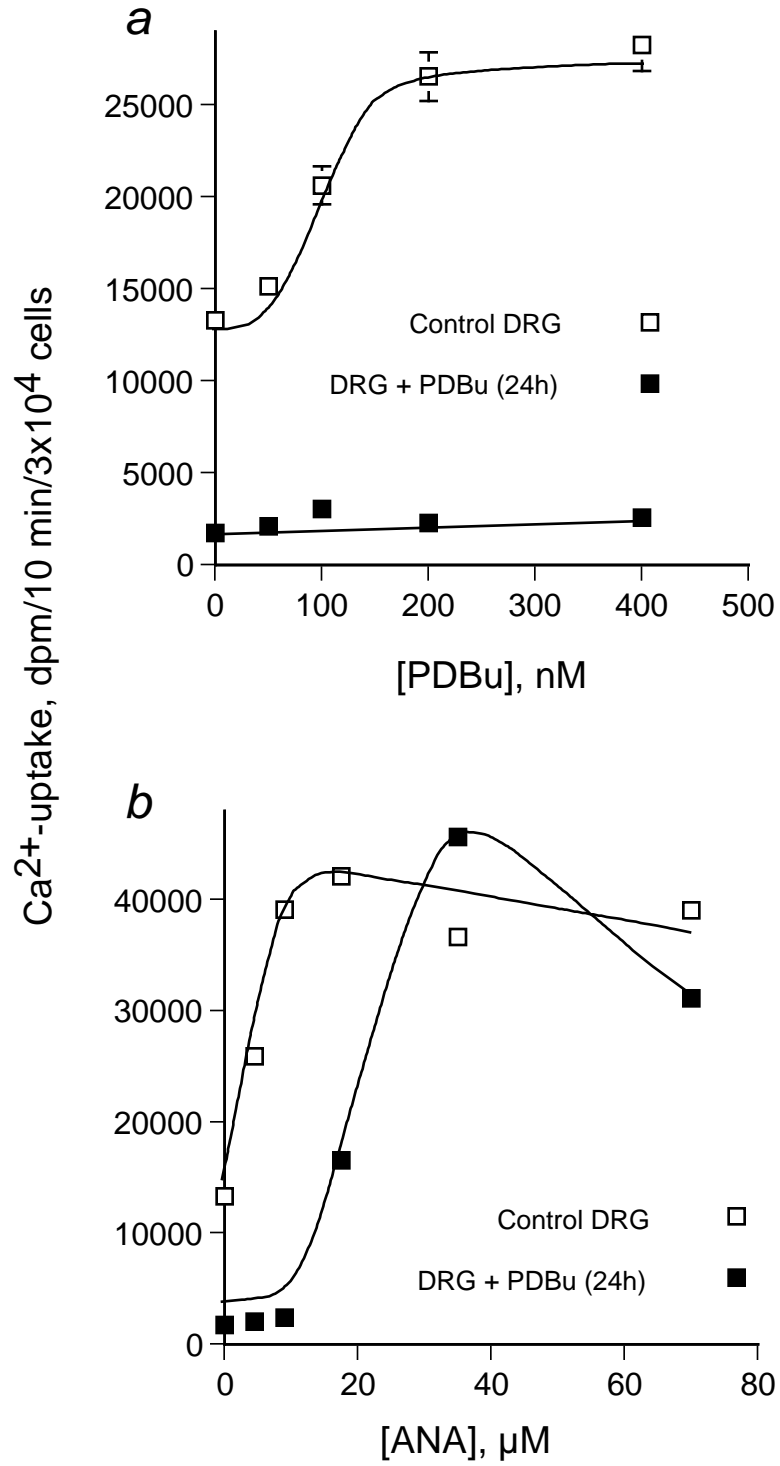 a
25000
20000
15000
10000
5000
0
Control DRG
DRG + PDBu (24h)
0 100 200 300 400 500
[PDBu], nM
Ca2+-uptake, dpm/10 min/3x104 cells
b
40000
30000
20000
10000
0
Control DRG
DRG + PDBu (24h)
0 20 40 60 80
[ANA], µM